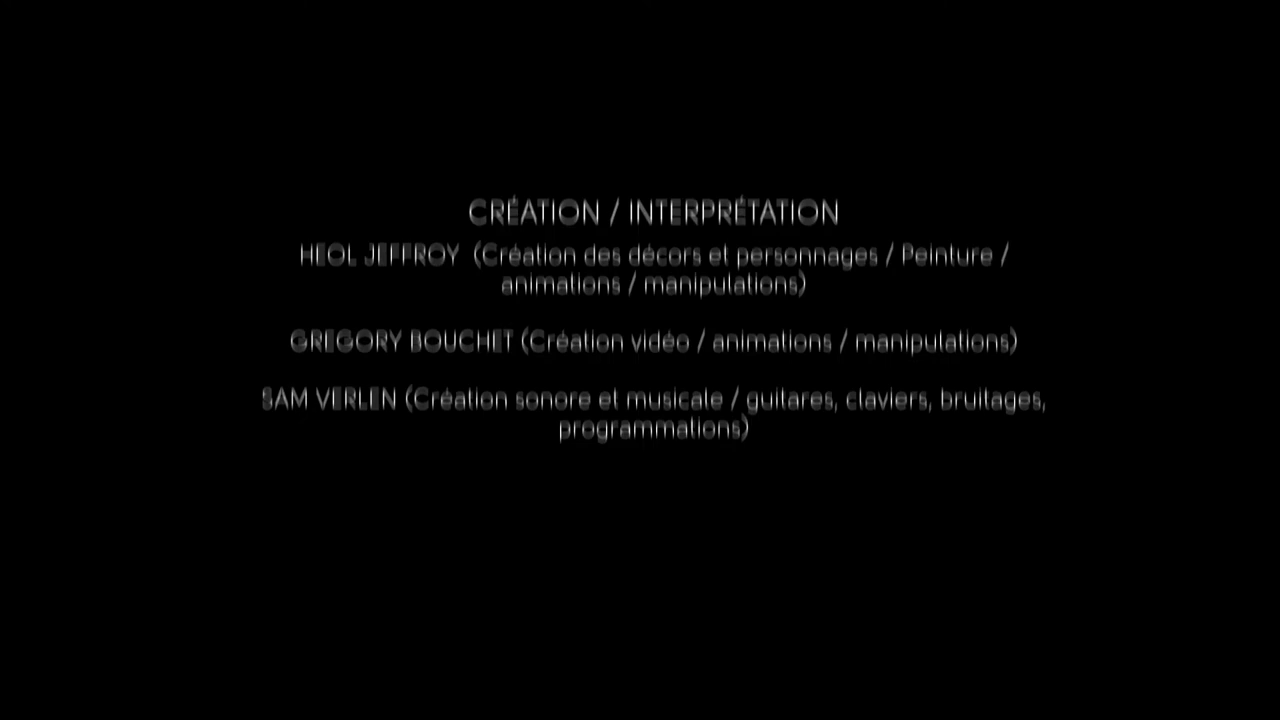 CRÉATION / INTERPRÉTATION
HEOL JEFFROY (Création des décors et personnages / Peinture /
animations / manipulations)
GREGORY BOUCHET (Création vidéo / animations / manipulations)
SAM VERLEN (Création sonore et musicale / guitares, claviers, bruitages,
programmations)